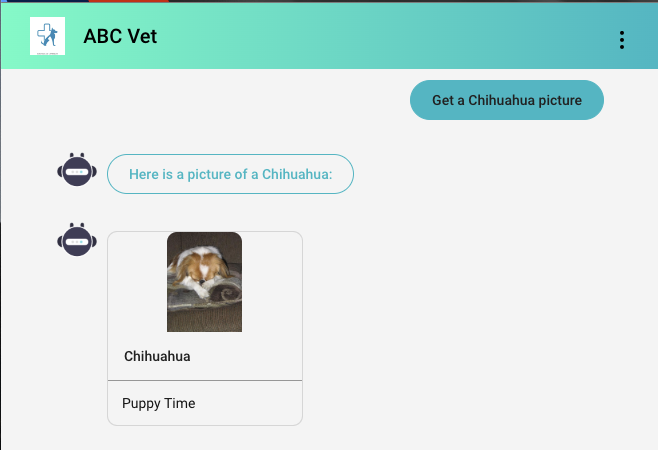 ABC Vet
Get a Chihuahua picture
Here is a picture of a Chihuahua:
Chihuahua
Puppy Time